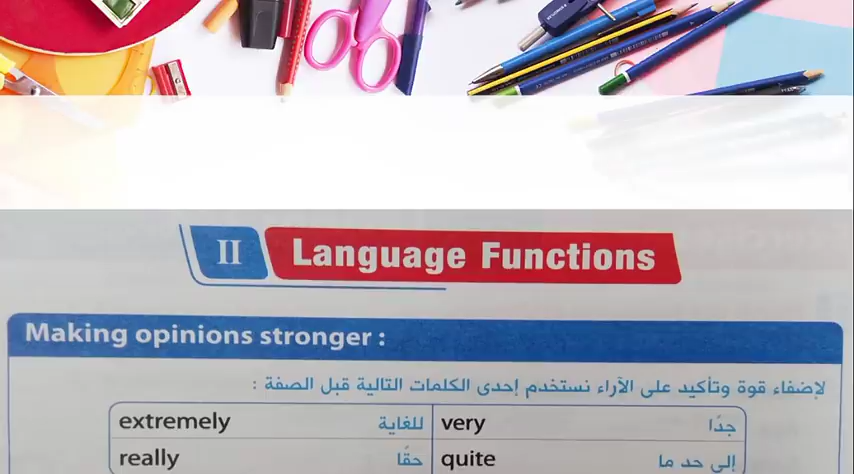 II Language Functions
Making opinions stronger :
لإضفاء قوة وتأكيد على الآراء نستخدم إحدى الكلمات التالية قبل الصفة :
extremely للغاية very جدًا
really حقًا quite إلى حد ما